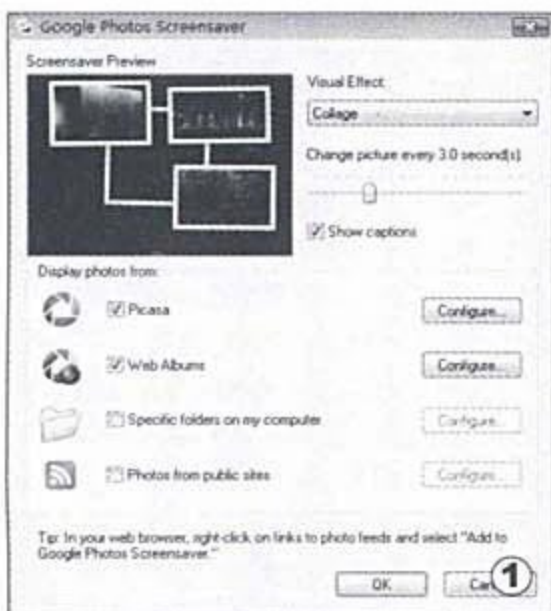 Google Photos Screensaver
Screensaver Preview
Visual Effect:
Collage
Change picture every 3.0 second(s)
Show captions
Display photos from:
Picasa
Configure...
Web Albums
Configure...
Specific folders on my computer
Configure...
Photos from public sites
Configure...
Tip: In your web browser, right-click on links to photo feeds and select "Add to
Google Photos Screensaver."
OK
1